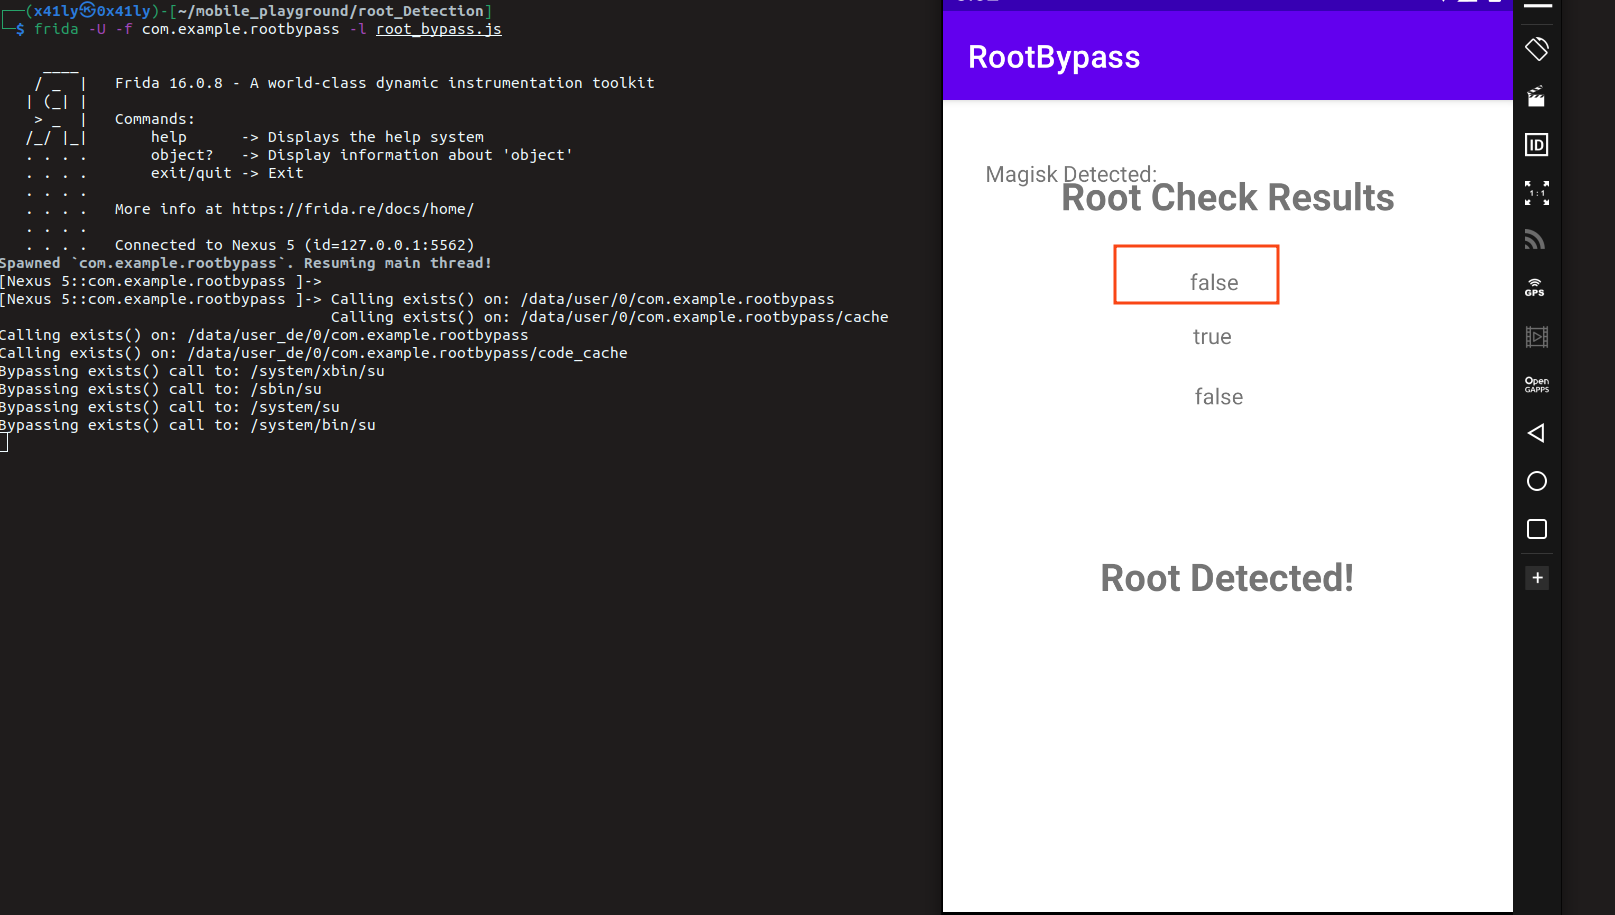 (x41ly㉿0x41ly)-[~/mobile_playground/root_Detection]
$ frida -U -f com.example.rootbypass -l root_bypass.js
____
/ _ |   Frida 16.0.8 - A world-class dynamic instrumentation toolkit
| (_| |
> _ |   Commands:
/_/ |_|       help      -> Displays the help system
. . . .       object?   -> Display information about 'object'
. . . .       exit/quit -> Exit
. . . .
. . . .   More info at https://frida.re/docs/home/
. . . .
. . . .   Connected to Nexus 5 (id=127.0.0.1:5562)
Spawned `com.example.rootbypass`. Resuming main thread!
[Nexus 5::com.example.rootbypass ]->
[Nexus 5::com.example.rootbypass ]-> Calling exists() on: /data/user/0/com.example.rootbypass
Calling exists() on: /data/user/0/com.example.rootbypass/cache
Calling exists() on: /data/user_de/0/com.example.rootbypass
Calling exists() on: /data/user_de/0/com.example.rootbypass/code_cache
Bypassing exists() call to: /system/xbin/su
Bypassing exists() call to: /sbin/su
Bypassing exists() call to: /system/su
Bypassing exists() call to: /system/bin/su
RootBypass
Magisk Detected:
Root Check Results
false
true
false
Root Detected!
ID
1:1
GPS
Open
GAPPS